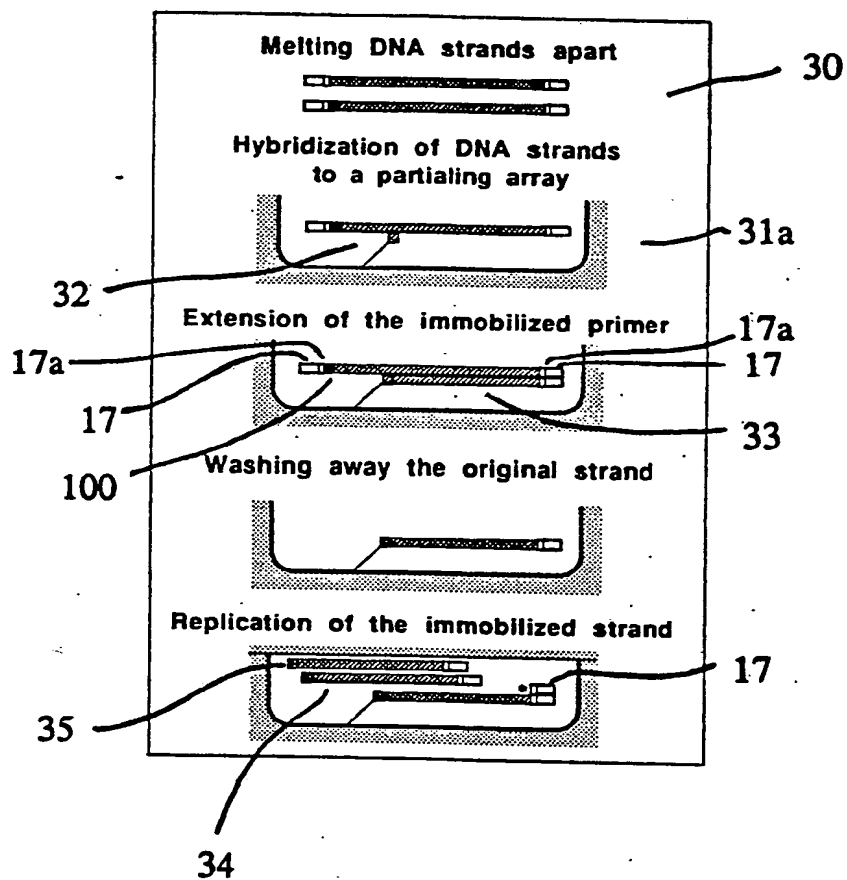 Melting DNA strands apart
30
Hybridization of DNA strands
to a partialing array
31a
32
Extension of the immobilized primer
17a
17a
17
17
33
100
Washing away the original strand
Replication of the immobilized strand
17
35
34